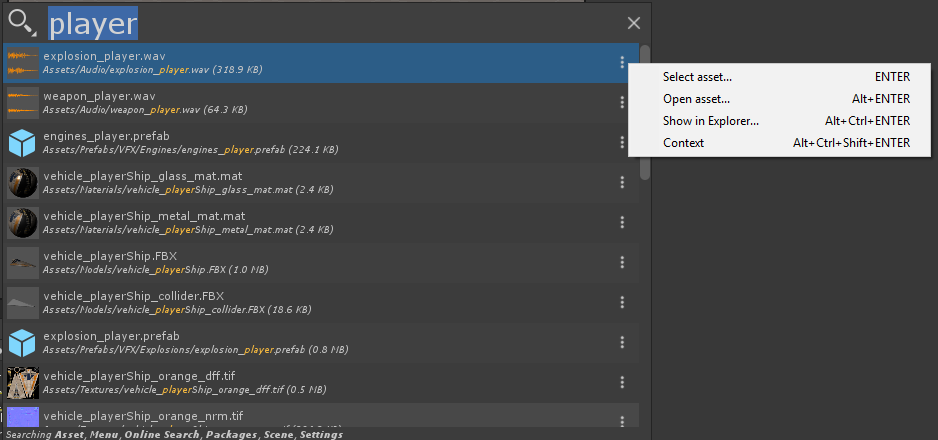 player
explosion_player.wav
Assets/Audio/explosion_player.wav (318.9 KB)
weapon_player.wav
Assets/Audio/weapon_player.wav (64.3 KB)
engines_player.prefab
Assets/Prefabs/VFX/Engines/engines_player.prefab (224.1 KB)
vehicle_playerShip_glass_mat.mat
Assets/Materials/vehicle_playerShip_glass_mat.mat (2.4 KB)
vehicle_playerShip_metal_mat.mat
Assets/Materials/vehicle_playerShip_metal_mat.mat (2.4 KB)
vehicle_playerShip.FBX
Assets/Models/vehicle_playerShip.FBX (1.0 MB)
vehicle_playerShip_collider.FBX
Assets/Models/vehicle_playerShip_collider.FBX (18.6 KB)
explosion_player.prefab
Assets/Prefabs/VFX/Explosions/explosion_player.prefab (0.8 MB)
vehicle_playerShip_orange_dff.tif
Assets/Textures/vehicle_playerShip_orange_dff.tif (0.5 MB)
vehicle_playerShip_orange_nrm.tif
Searching Asset, Menu, Online Search, Packages, Scene, Settings
Select asset... ENTER
Open asset... Alt+ENTER
Show in Explorer... Alt+Ctrl+ENTER
Context Alt+Ctrl+Shift+ENTER